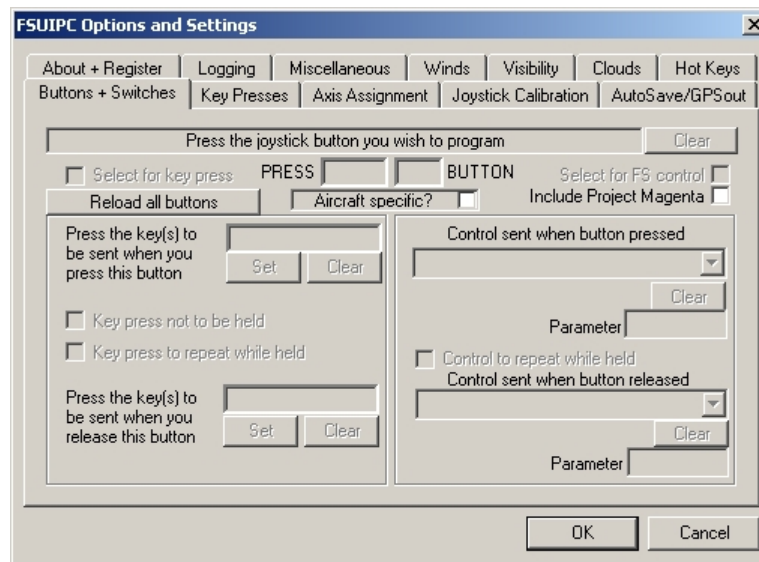 FSUIPC Options and Settings
About + Register Logging Miscellaneous Winds Visibility Clouds Hot Keys
Buttons + Switches Key Presses Axis Assignment Joystick Calibration AutoSave/GPSout
Press the joystick button you wish to program Clear
Select for key press PRESS BUTTON Select for FS control
Reload all buttons Aircraft specific? Include Project Magenta
Press the key(s) to
be sent when you
press this button
Set Clear
Key press not to be held
Key press to repeat while held
Press the key(s) to
be sent when you
release this button
Set Clear
Control sent when button pressed
Clear
Parameter
Control to repeat while held
Control sent when button released
Clear
Parameter
OK Cancel